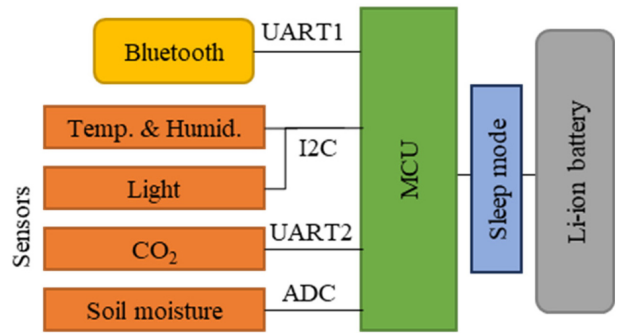 Bluetooth
UART1
Temp. & Humid.
I2C
Light
CO₂
UART2
Soil moisture
ADC
Sensors
MCU
Sleep mode
Li-ion battery